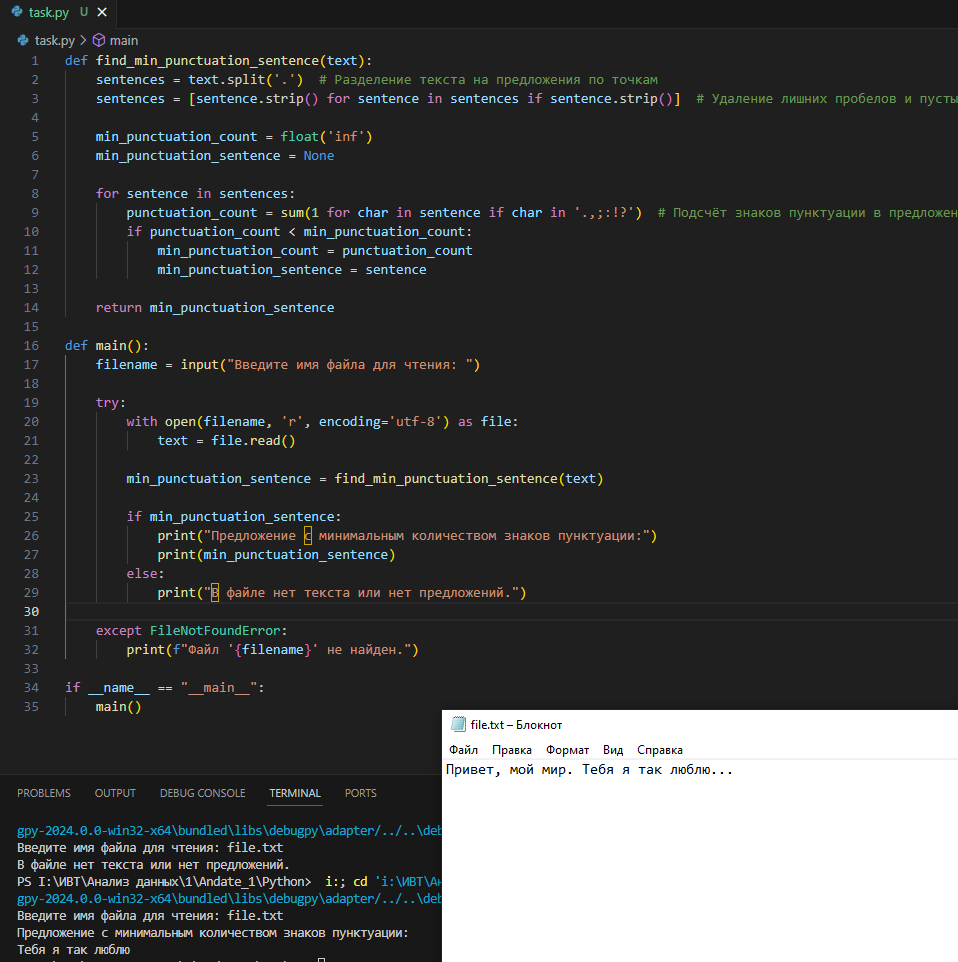 task.py U
task.py > main
1 def find_min_punctuation_sentence(text):
2 sentences = text.split('.') # Разделение текста на предложения по точкам
3 sentences = [sentence.strip() for sentence in sentences if sentence.strip()] # Удаление лишних пробелов и пусты
4
5 min_punctuation_count = float('inf')
6 min_punctuation_sentence = None
7
8 for sentence in sentences:
9 punctuation_count = sum(1 for char in sentence if char in '.,;:!?') # Подсчёт знаков пунктуации в предложен
10 if punctuation_count < min_punctuation_count:
11 min_punctuation_count = punctuation_count
12 min_punctuation_sentence = sentence
13
14 return min_punctuation_sentence
15
16 def main():
17 filename = input("Введите имя файла для чтения: ")
18
19 try:
20 with open(filename, 'r', encoding='utf-8') as file:
21 text = file.read()
22
23 min_punctuation_sentence = find_min_punctuation_sentence(text)
24
25 if min_punctuation_sentence:
26 print("Предложение с минимальным количеством знаков пунктуации:")
27 print(min_punctuation_sentence)
28 else:
29 print("В файле нет текста или нет предложений.")
30
31 except FileNotFoundError:
32 print(f"Файл '{filename}' не найден.")
33
34 if __name__ == "__main__":
35 main()
file.txt – Блокнот
Файл Правка Формат Вид Справка
Привет, мой мир. Тебя я так люблю...
PROBLEMS OUTPUT DEBUG CONSOLE TERMINAL PORTS
gpy-2024.0.0-win32-x64\bundled\libs\debugpy\adapter/../..\deb
Введите имя файла для чтения: file.txt
В файле нет текста или нет предложений.
PS I:\ИВТ\Анализ данных\1\Andate_1\Python> i:; cd 'i:\ИВТ\Ан
gpy-2024.0.0-win32-x64\bundled\libs\debugpy\adapter/../..\deb
Введите имя файла для чтения: file.txt
Предложение с минимальным количеством знаков пунктуации:
Тебя я так люблю